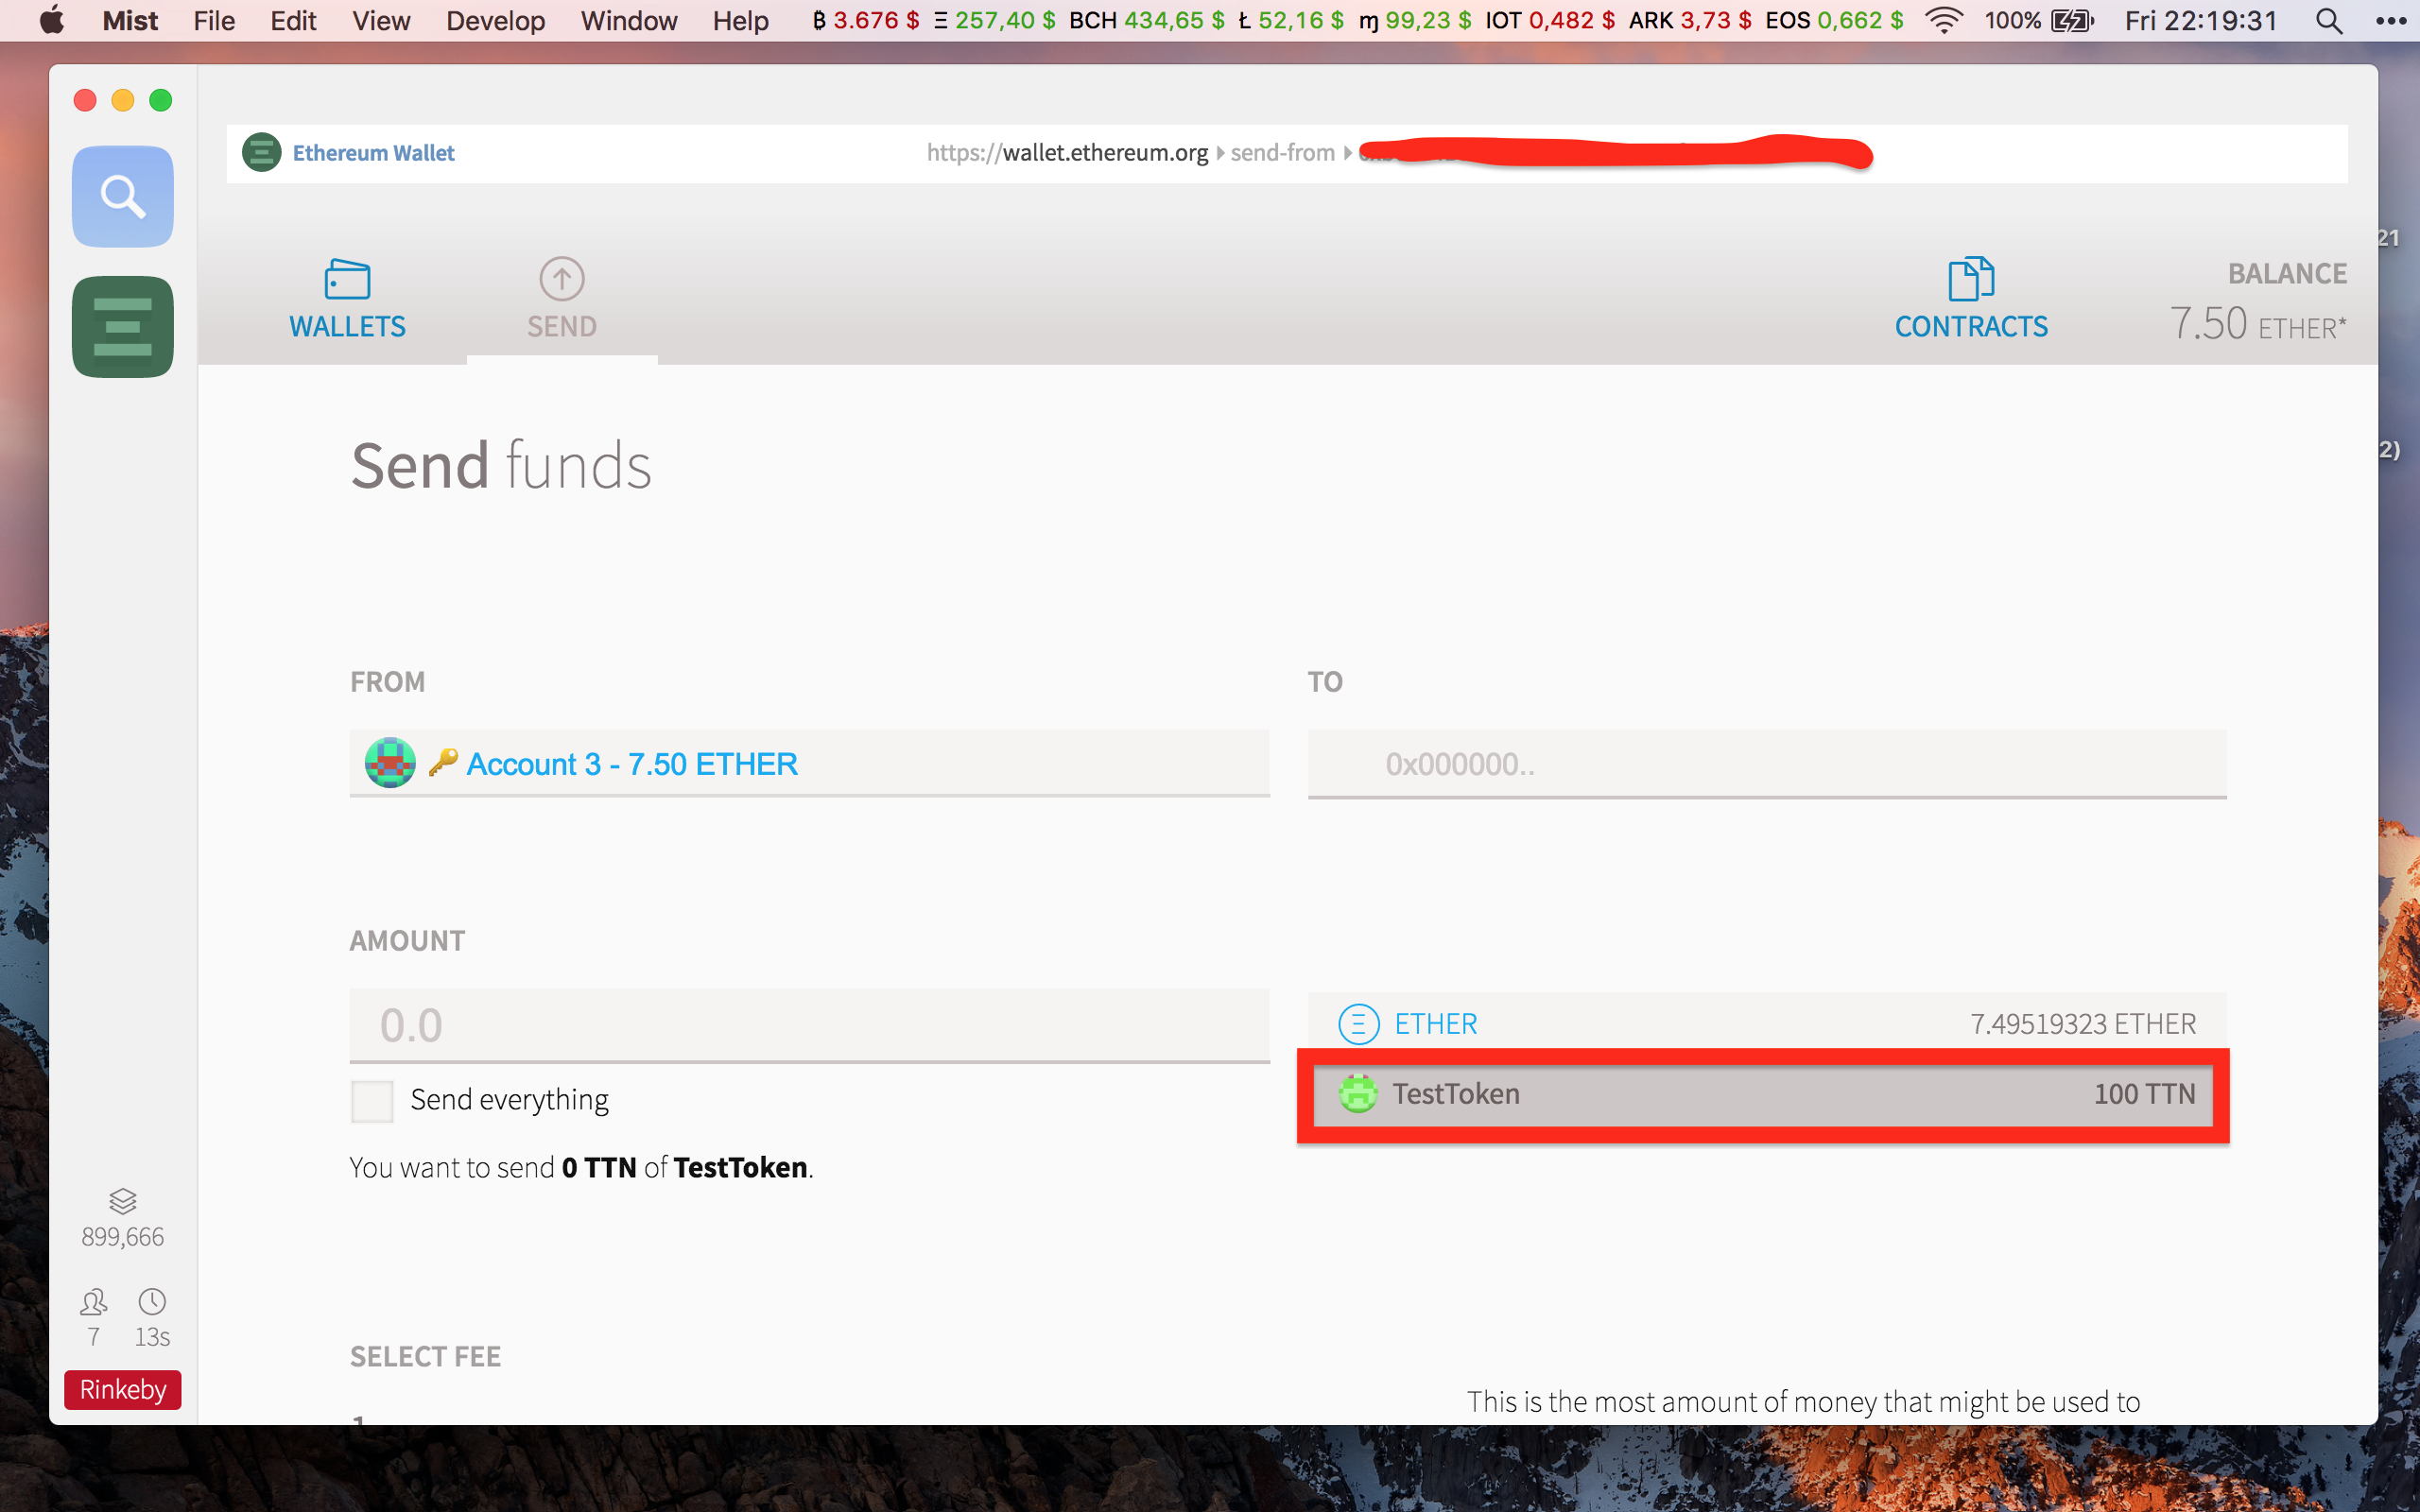 Mist File Edit View Develop Window Help ₿ 3.676 $ Ξ 257,40 $ BCH 434,65 $ Ł 52,16 $ ɱ 99,23 $ IOT 0,482 $ ARK 3,73 $ EOS 0,662 $ 100% Fri 22:19:31
Ethereum Wallet https://wallet.ethereum.org send-from
21
WALLETS SEND CONTRACTS BALANCE
7.50 ETHER*
Send funds
2)
FROM TO
Account 3 - 7.50 ETHER 0x000000..
AMOUNT
0.0 ETHER 7.49519323 ETHER
Send everything TestToken 100 TTN
You want to send 0 TTN of TestToken.
899,666
7 13s
SELECT FEE
Rinkeby This is the most amount of money that might be used to